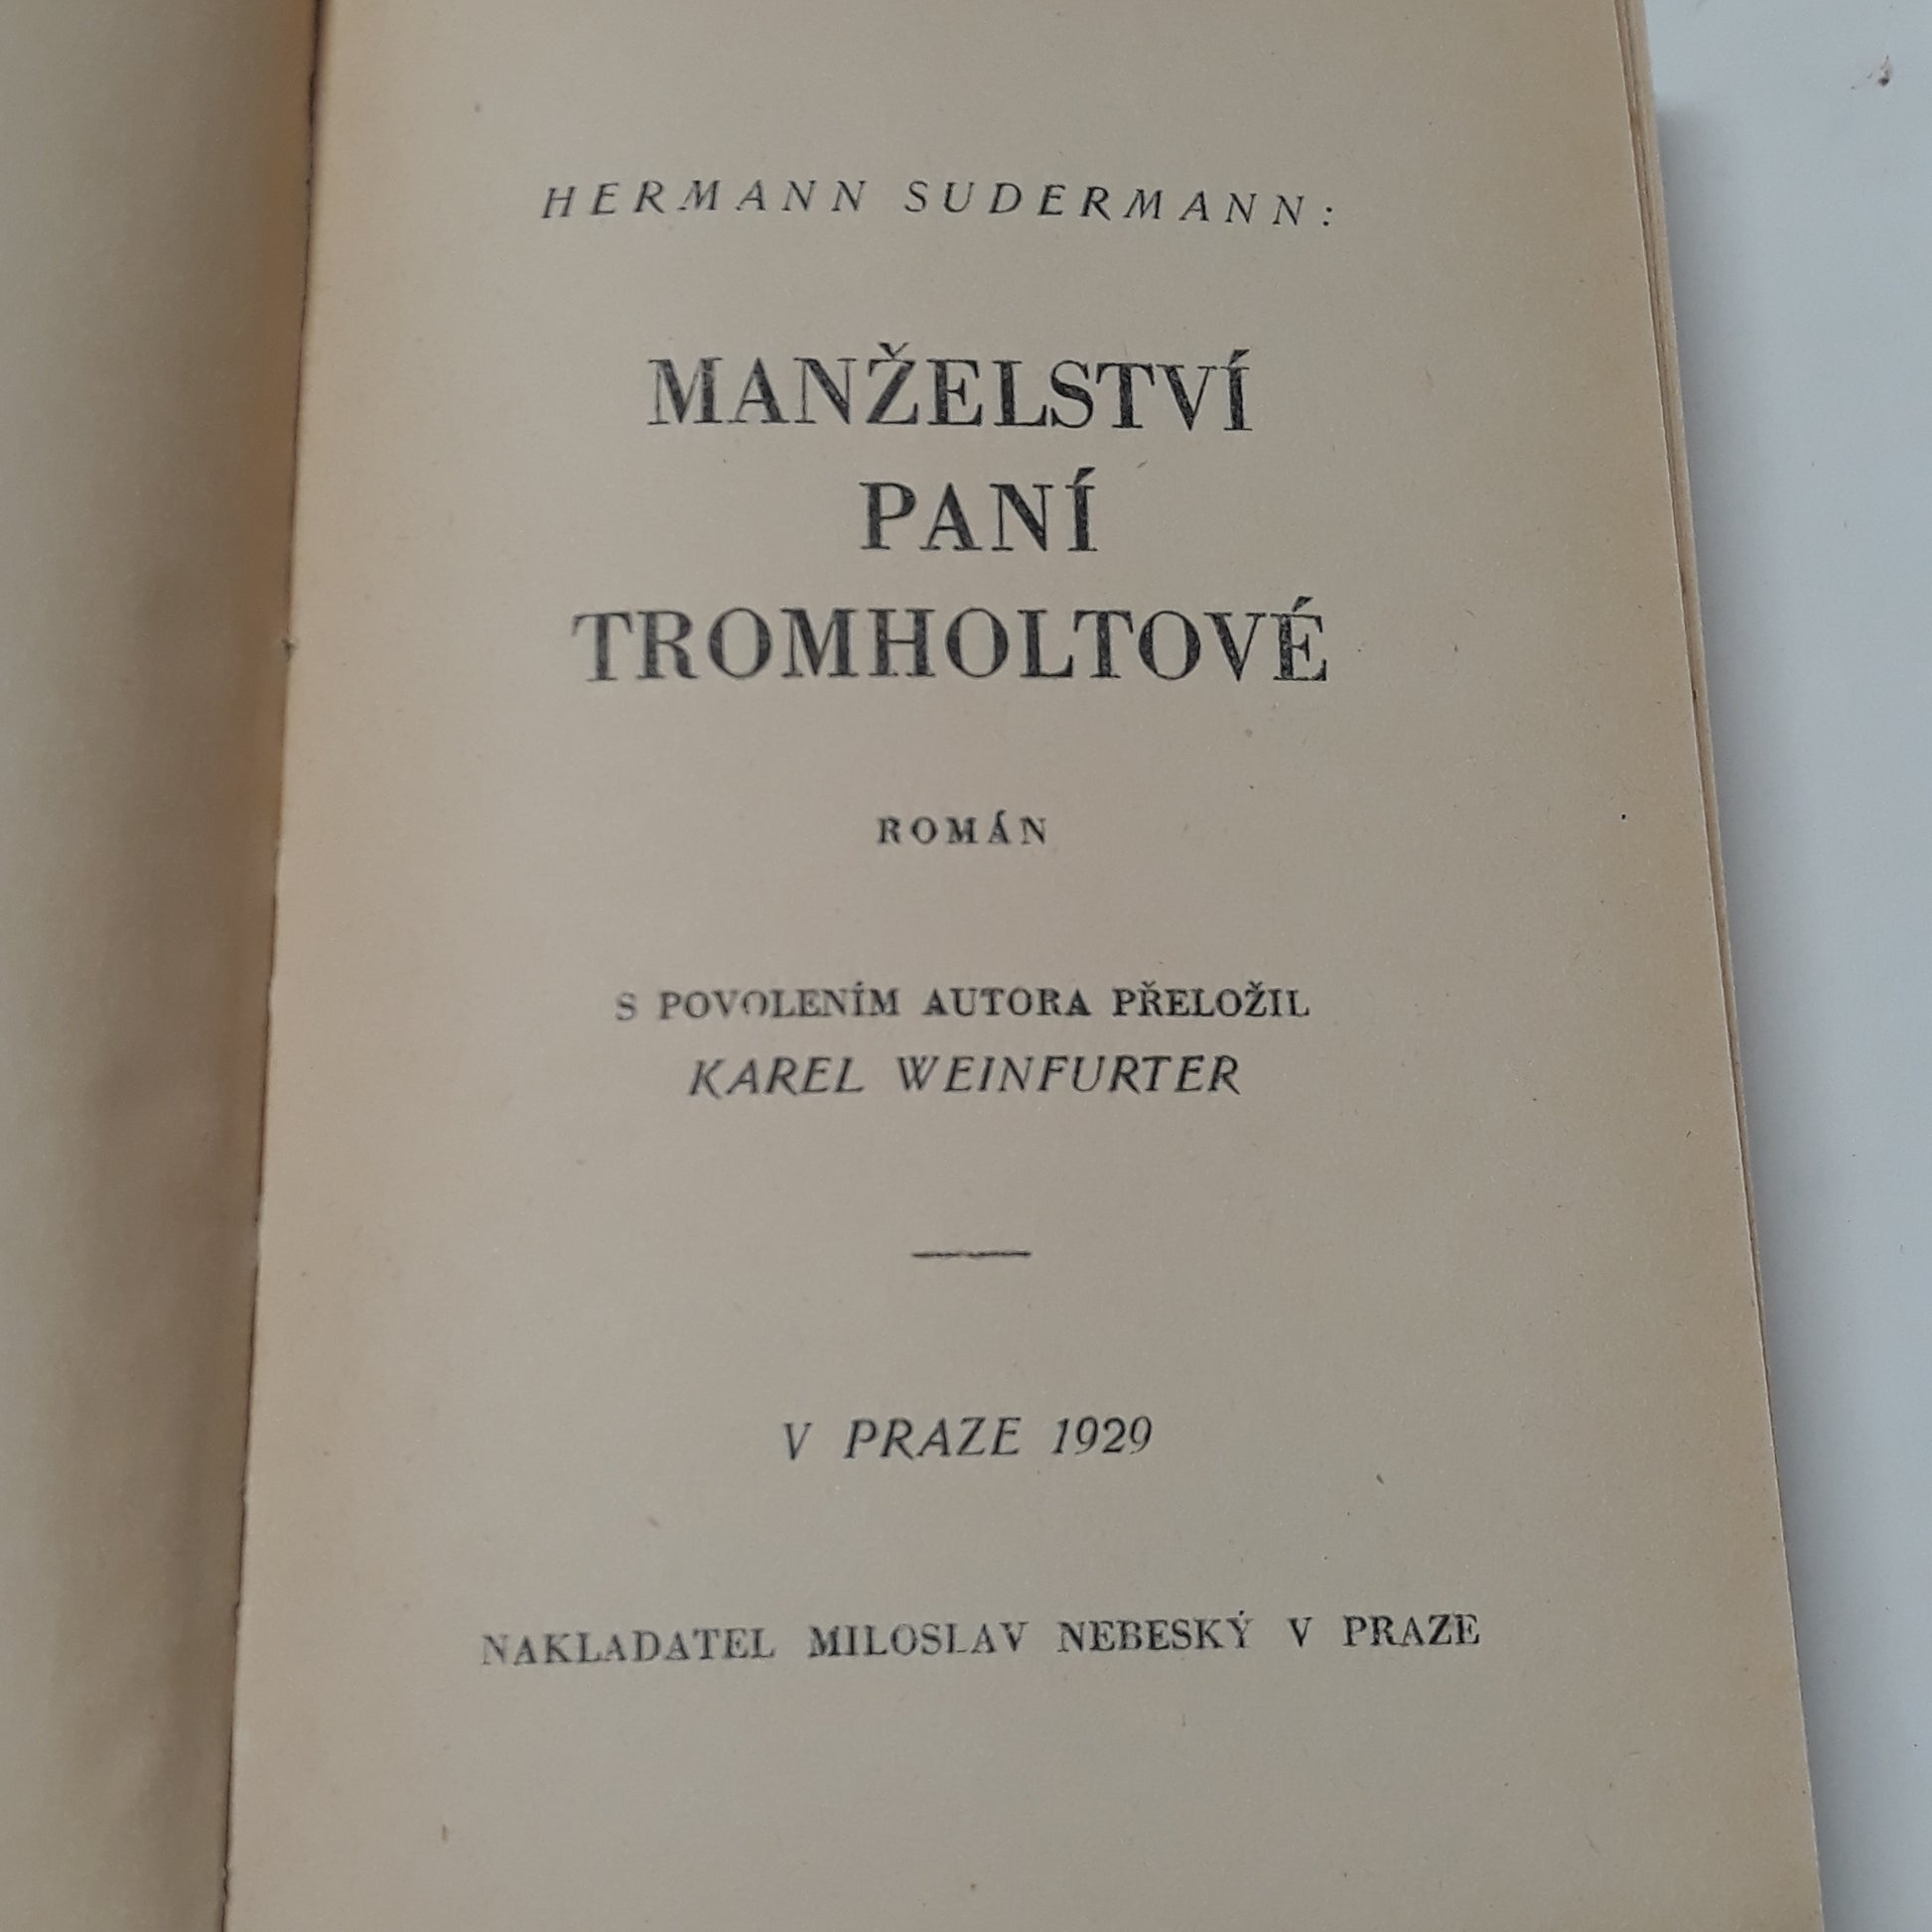 HERMANN SUDERMANN:
MANŽELSTVÍ
PANÍ
TROMHOLTOVÉ
ROMÁN
S POVOLENÍM AUTORA PŘELOŽIL
KAREL WEINFURTER
V PRAZE 1929
NAKLADATEL MILOSLAV NEBESKÝ V PRAZE